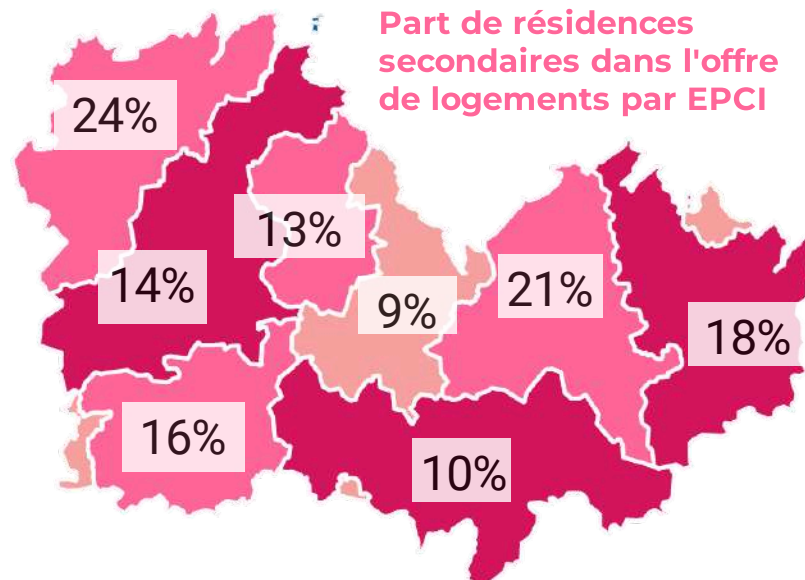 Part de résidences
secondaires dans l'offre
de logements par EPCI
24%
13%
14%
9%
21%
18%
16%
10%